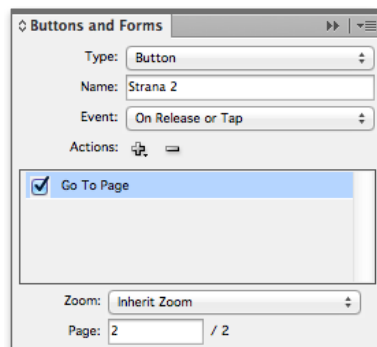 Buttons and Forms
Type: Button
Name: Strana 2
Event: On Release or Tap
Actions:
Go To Page
Zoom: Inherit Zoom
Page: 2 / 2